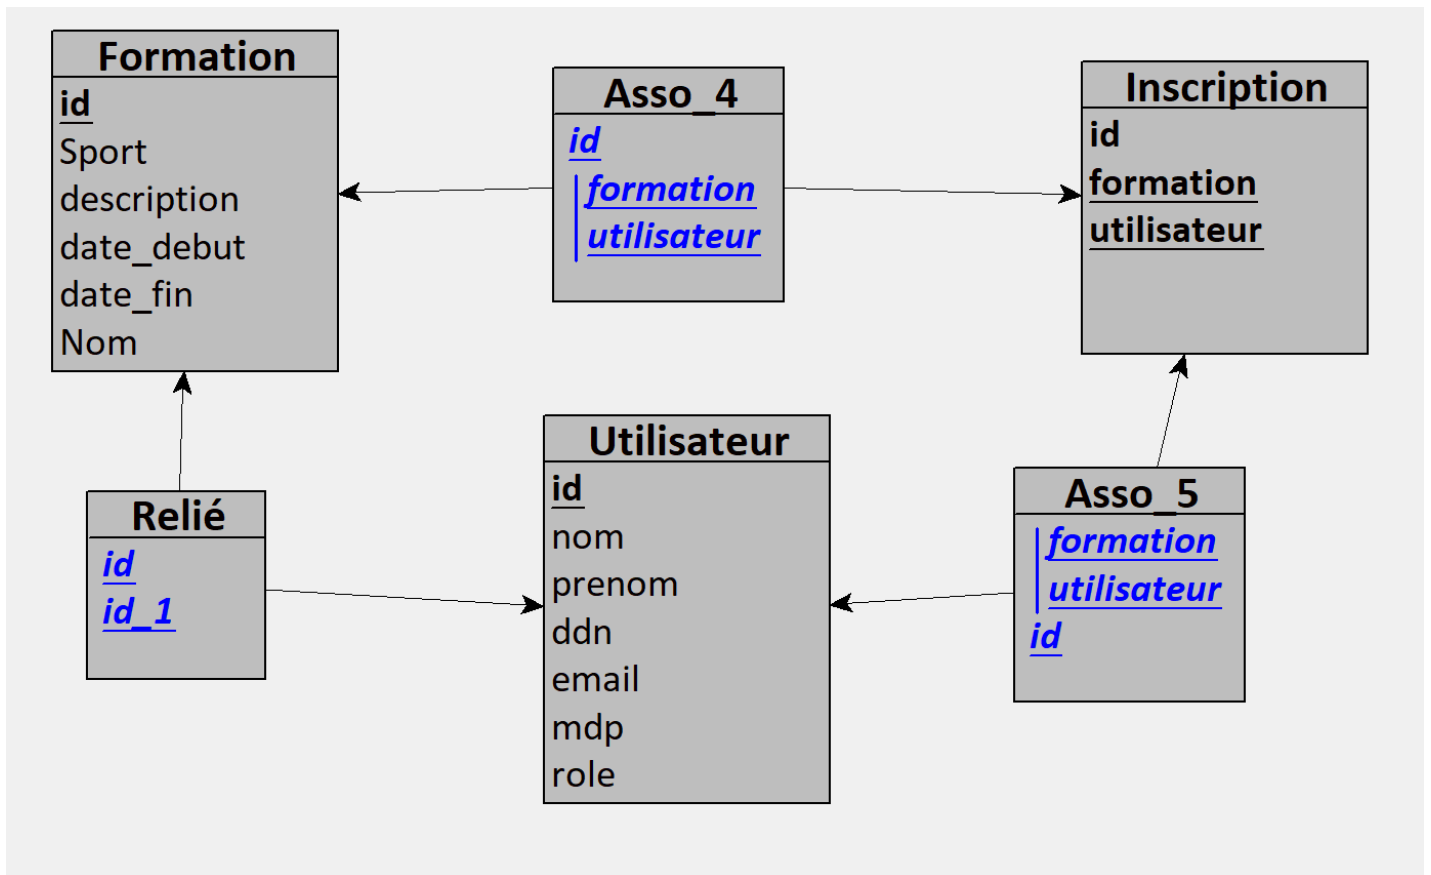 Formation
id
Sport
description
date_debut
date_fin
Nom
Asso_4
id
formation
utilisateur
Inscription
id
formation
utilisateur
Relié
id
id_1
Utilisateur
id
nom
prenom
ddn
email
mdp
role
Asso_5
formation
utilisateur
id